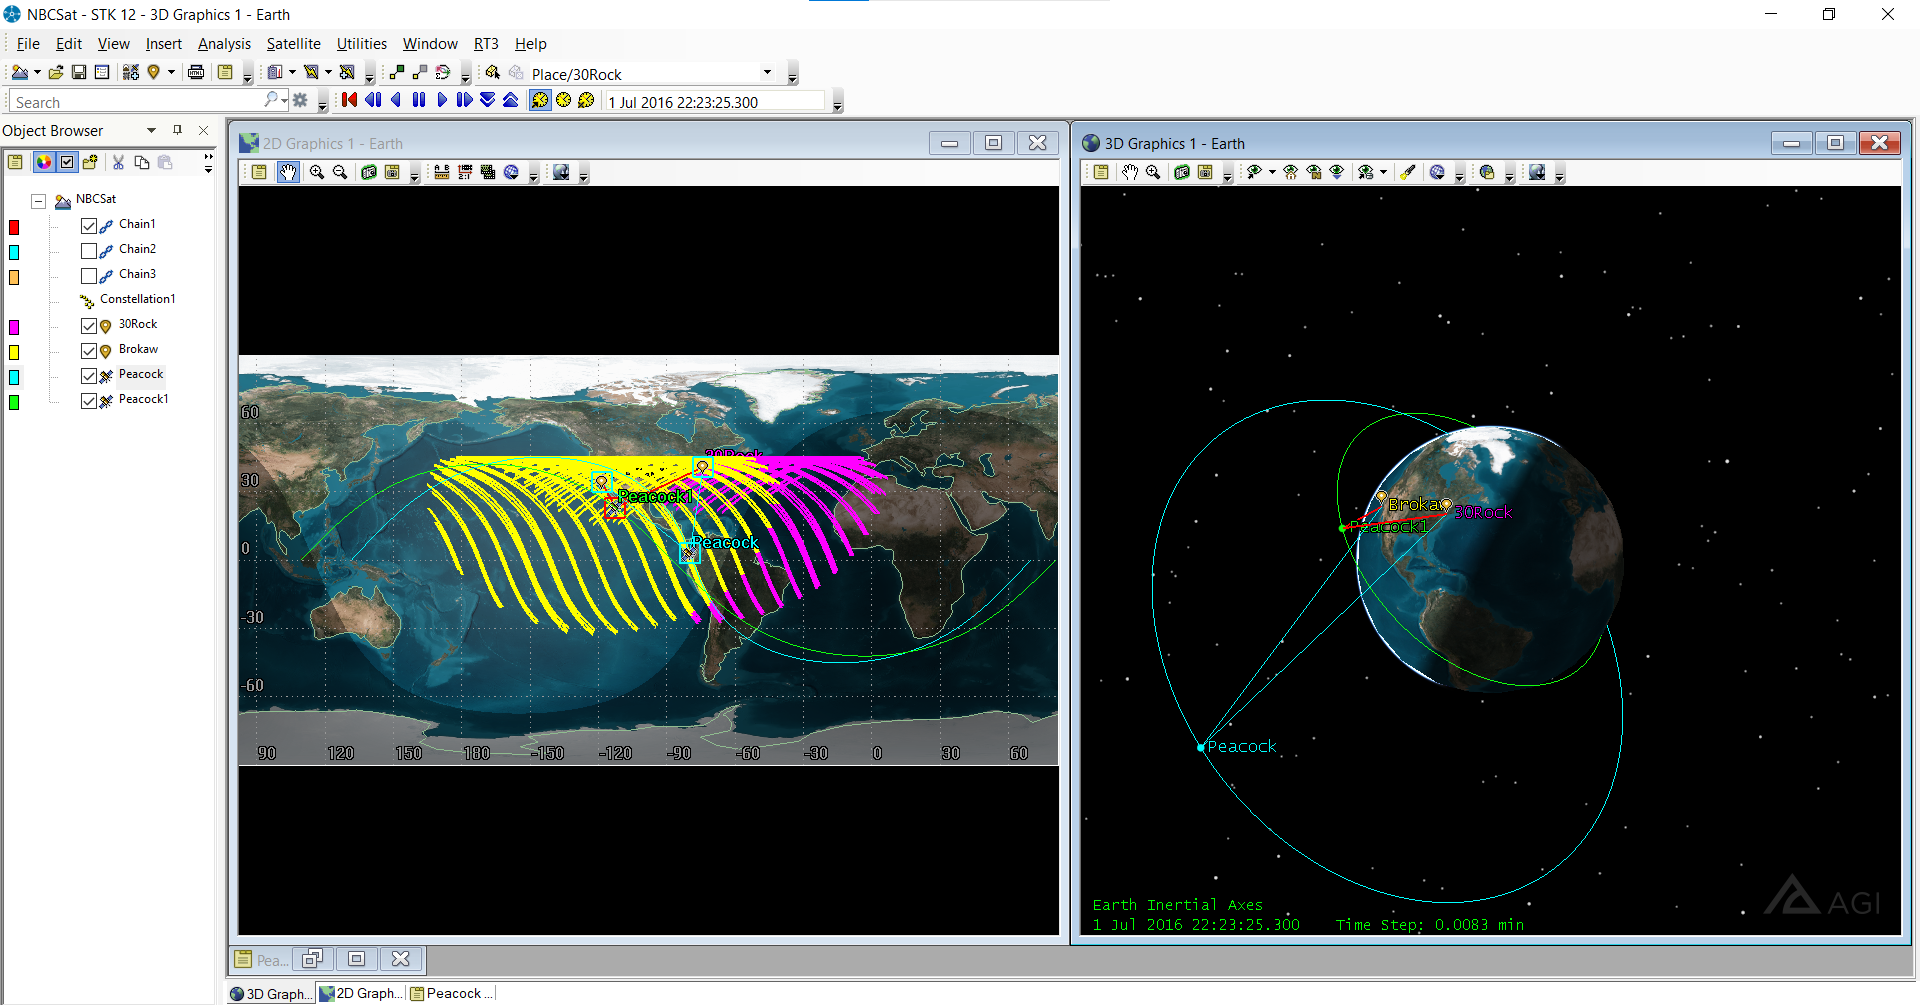 NBCSat - STK 12 - 3D Graphics 1 - Earth
File Edit View Insert Analysis Satellite Utilities Window RT3 Help
Place/30Rock
Search
1 Jul 2016 22:23:25.300
Object Browser
NBCSat
Chain1
Chain2
Chain3
Constellation1
30Rock
Brokaw
Peacock
Peacock1
2D Graphics 1 - Earth
60
30
0
-30
-60
90 120 150 180 -150 -120 -90 -60 -30 0 30 60
30Rock
Peacock1
Peacock
3D Graphics 1 - Earth
Brokaw
30Rock
Peacock1
Peacock
Earth Inertial Axes
1 Jul 2016 22:23:25.300 Time Step: 0.0083 min
AGI
Pea...
3D Graph... 2D Graph... Peacock ...